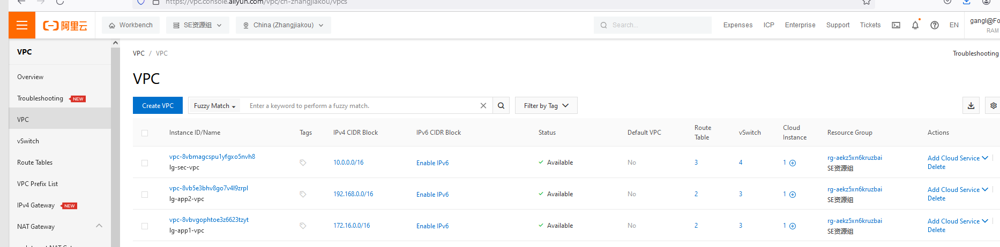 https://vpc.console.aliyun.com/vpc/cn-zhangjiakou/vpcs
阿里云 Workbench SE资源组 China (Zhangjiakou) Search... Expenses ICP Enterprise Support Tickets EN gangl@Fo
RAM
VPC
Overview
Troubleshooting NEW
VPC
vSwitch
Route Tables
VPC Prefix List
IPv4 Gateway NEW
NAT Gateway
VPC / VPC Troubleshooting
VPC
Create VPC Fuzzy Match Enter a keyword to perform a fuzzy match. Filter by Tag
Instance ID/Name Tags IPv4 CIDR Block IPv6 CIDR Block Status Default VPC Route Table vSwitch Cloud Instance Resource Group Actions
vpc-8vbmagcspu1yfgxo5nvh8 10.0.0.0/16 Enable IPv6 Available No 3 4 1 rg-aekz5xn6kruzbai Add Cloud Service
lg-sec-vpc SE资源组 Delete
vpc-8vb5e3bhv8go7v4l9zrpl 192.168.0.0/16 Enable IPv6 Available No 2 3 1 rg-aekz5xn6kruzbai Add Cloud Service
lg-app2-vpc SE资源组 Delete
vpc-8vbvgophtoe3z6623tzyt 172.16.0.0/16 Enable IPv6 Available No 2 3 1 rg-aekz5xn6kruzbai Add Cloud Service
lg-app1-vpc SE资源组 Delete